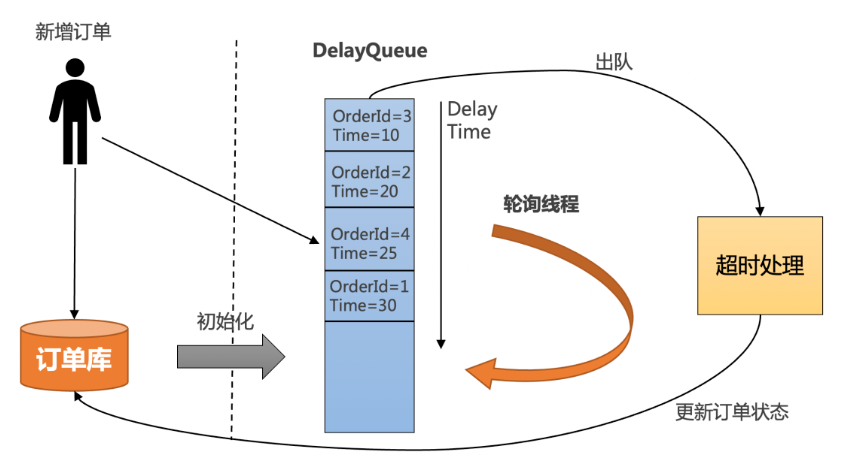 新增订单
DelayQueue
出队
OrderId=3
Time=10
Delay
Time
OrderId=2
Time=20
轮询线程
OrderId=4
Time=25
超时处理
OrderId=1
Time=30
初始化
订单库
更新订单状态